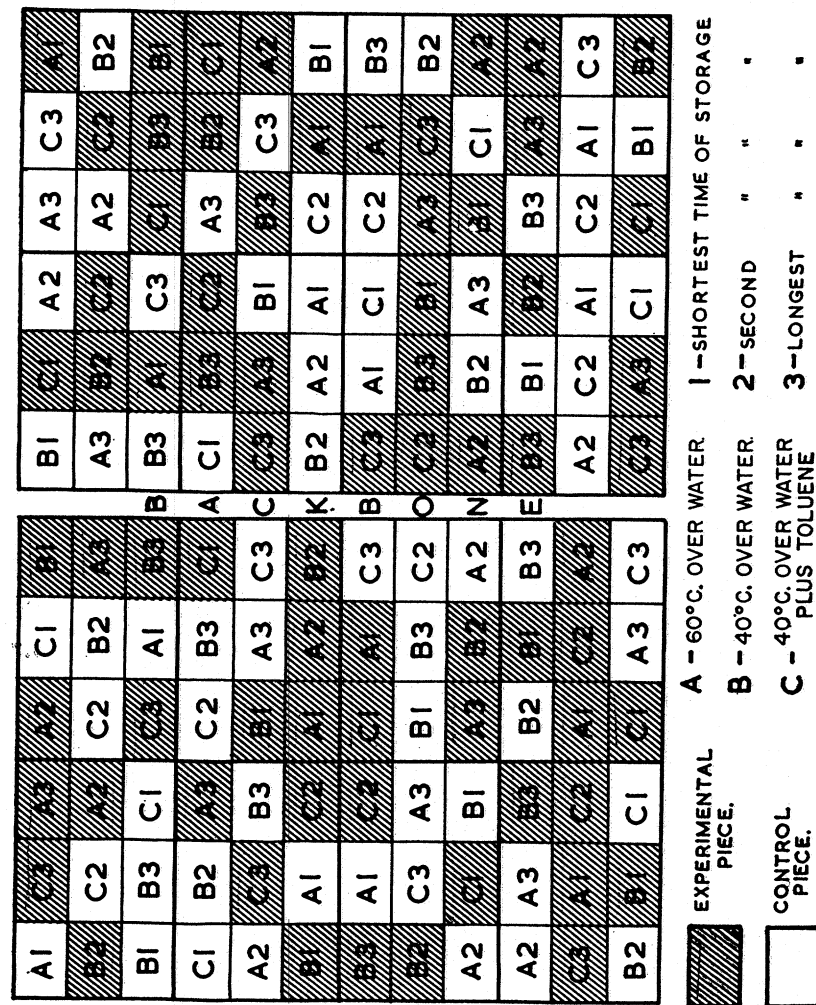 A1 C3 A3 A2 C1 B1 B1 C1 A2 A3 C3 A1
B2 C2 A2 C2 B2 A3 A3 B2 C2 A2 C2 B2
B1 B3 C1 C3 A1 B3 B3 A1 C3 C1 B3 B1
C1 B2 A3 C2 B3 C1 C1 B3 C2 A3 B2 C1
A2 C3 B3 B1 A3 C3 C3 A3 B1 B3 C3 A2
B1 A1 C2 A1 A2 B2 B2 A2 A1 C2 A1 B1
B3 A1 C2 C1 A1 C3 C3 A1 C1 C2 A1 B3
B2 C3 A3 B1 B3 C2 C2 B3 B1 A3 C3 B2
A2 C1 B1 A3 B2 A2 A2 B2 A3 B1 C1 A2
A2 A3 B3 B2 B1 B3 B3 B1 B2 B3 A3 A2
C3 A1 C2 A1 C2 A2 A2 C2 A1 C2 A1 C3
B2 B1 C1 C1 A3 C3 C3 A3 C1 C1 B1 B2
BACKBONE
EXPERIMENTAL
PIECE.
CONTROL
PIECE.
A - 60°C. OVER WATER
B - 40°C. OVER WATER.
C - 40°C. OVER WATER
PLUS TOLUENE
1 - SHORTEST TIME OF STORAGE
2 - SECOND " " "
3 - LONGEST " " "